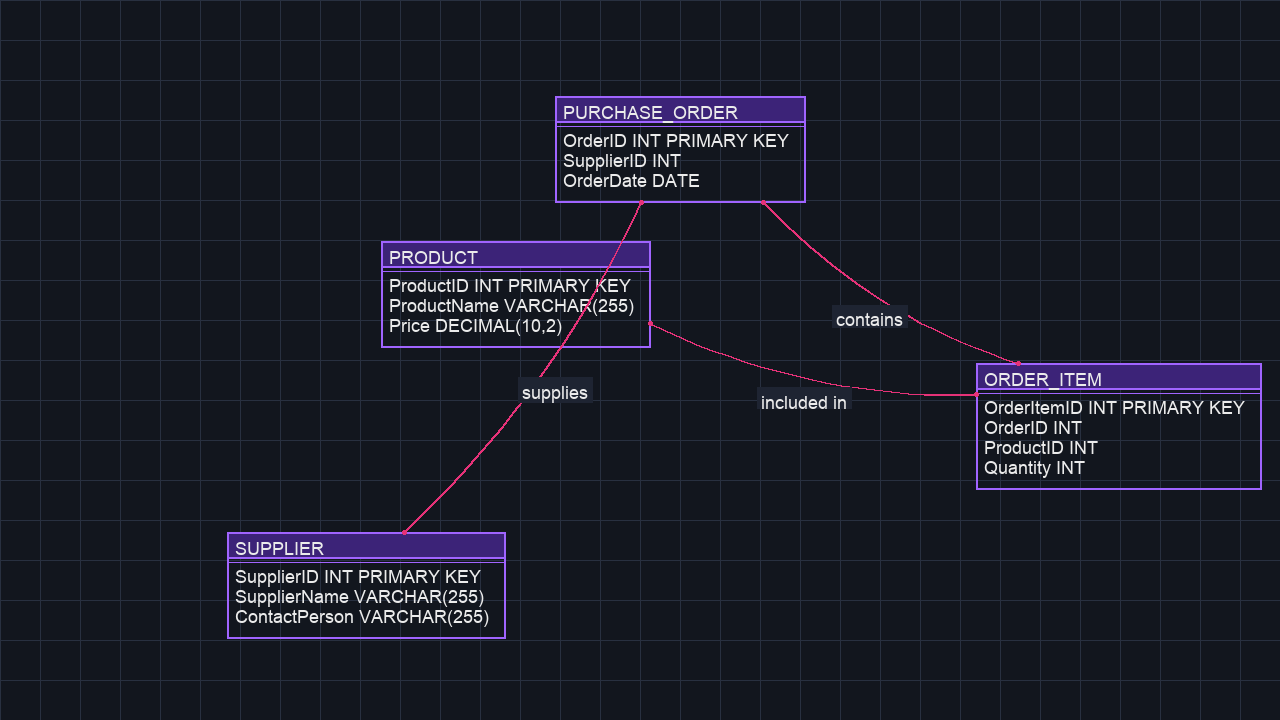 PURCHASE_ORDER
OrderID INT PRIMARY KEY
SupplierID INT
OrderDate DATE
PRODUCT
ProductID INT PRIMARY KEY
ProductName VARCHAR(255)
Price DECIMAL(10,2)
contains
supplies
included in
ORDER_ITEM
OrderItemID INT PRIMARY KEY
OrderID INT
ProductID INT
Quantity INT
SUPPLIER
SupplierID INT PRIMARY KEY
SupplierName VARCHAR(255)
ContactPerson VARCHAR(255)